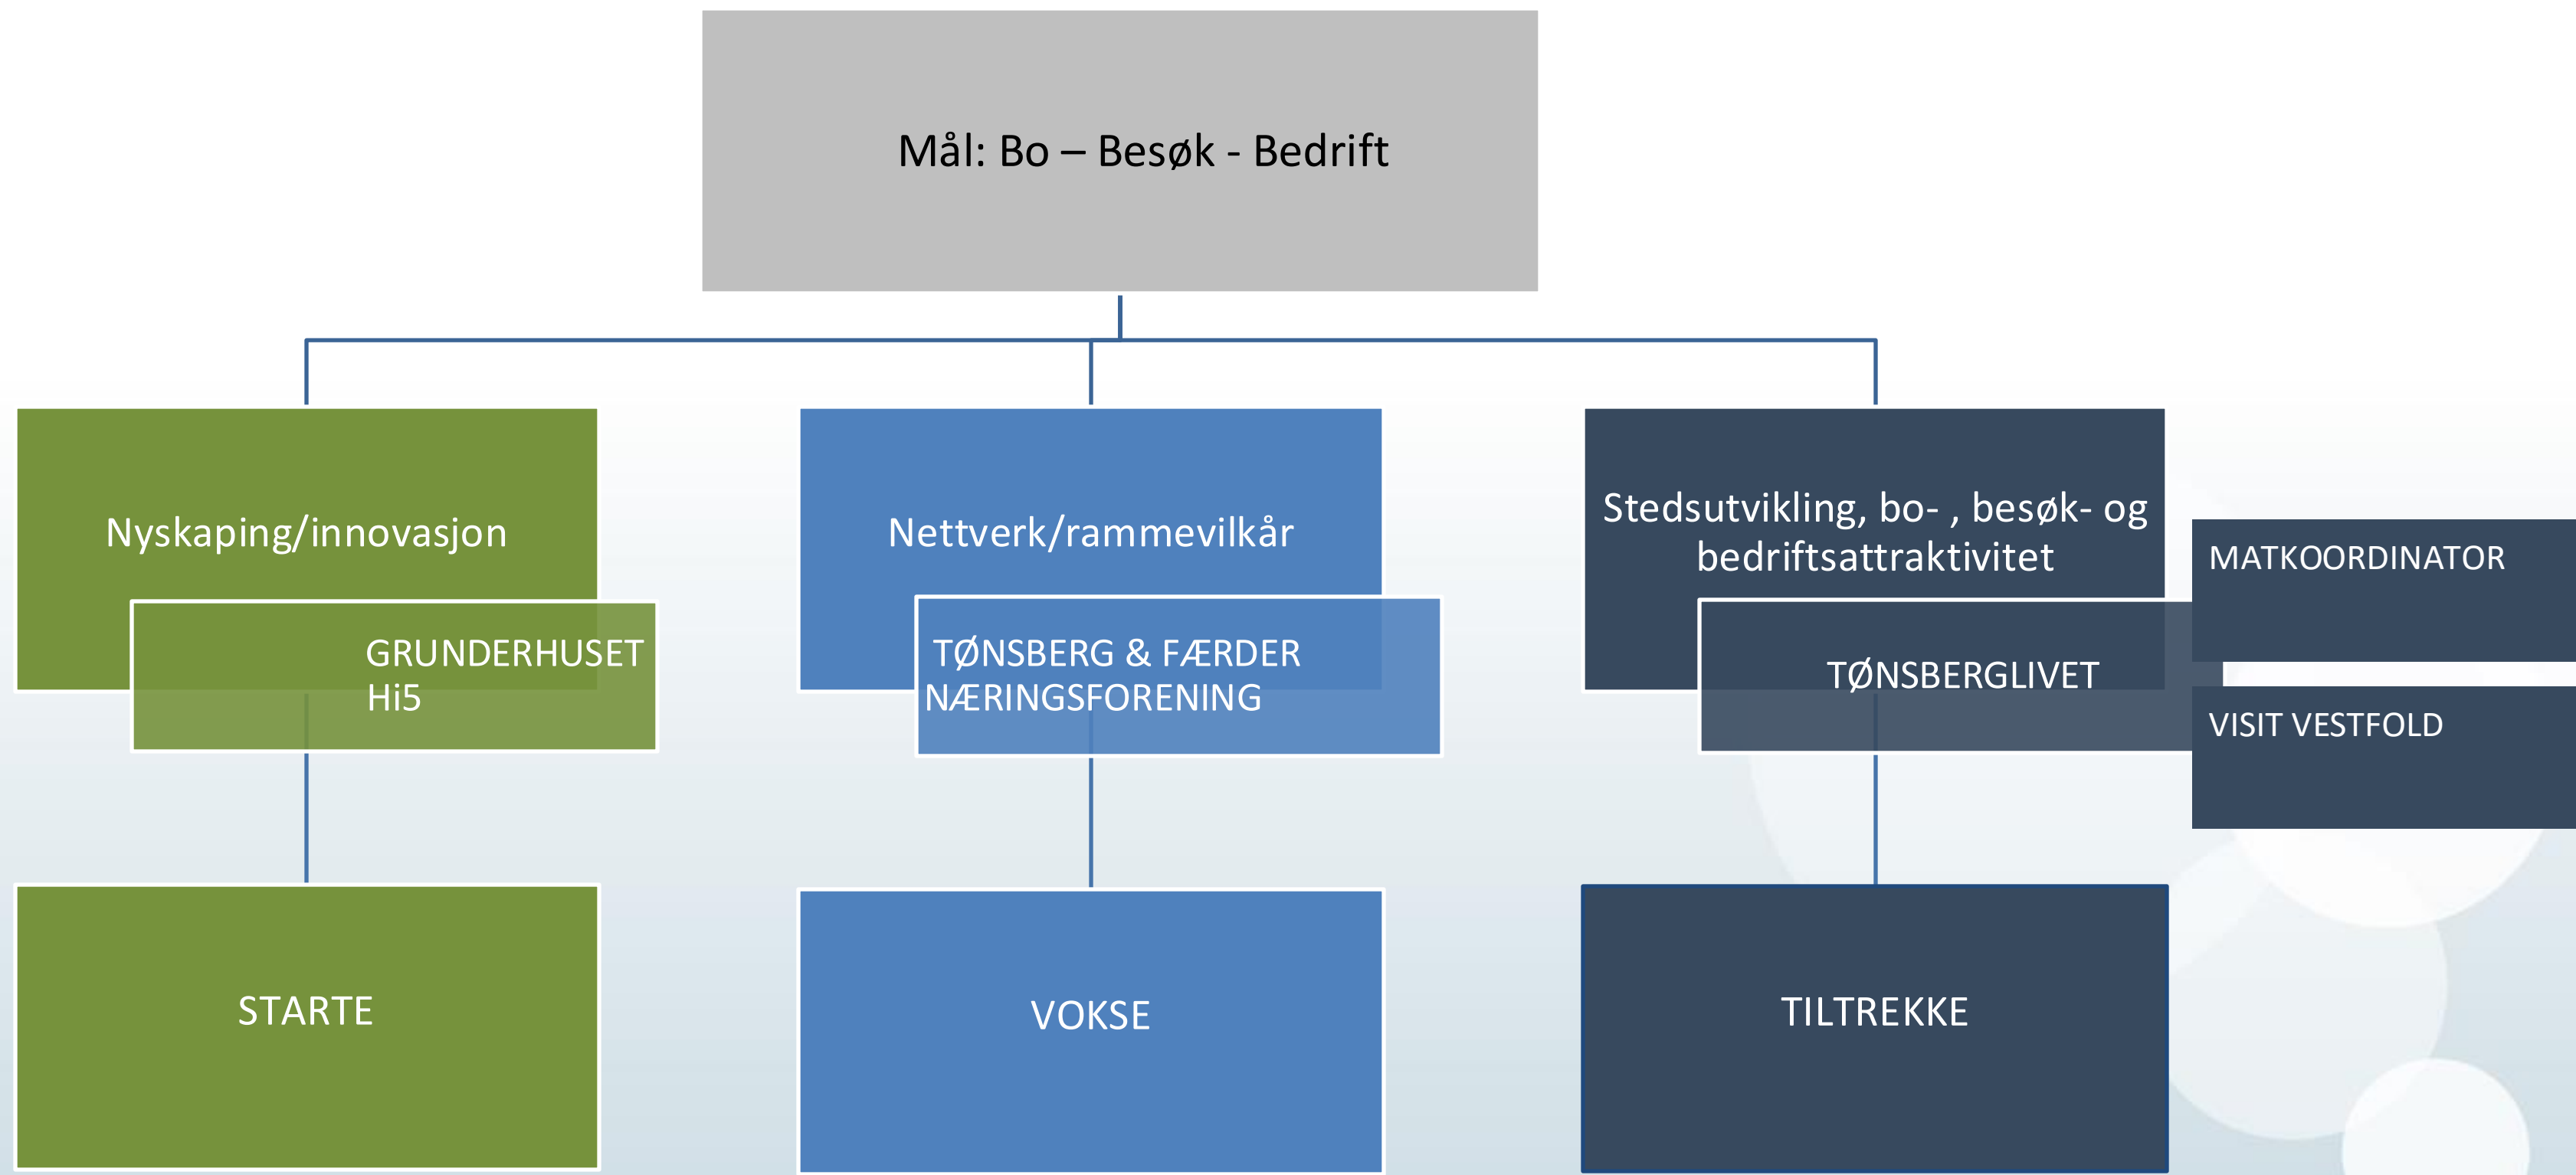 Mål: Bo – Besøk - Bedrift
Nyskaping/innovasjon
GRUNDERHUSET
Hi5
STARTE
Nettverk/rammevilkår
TØNSBERG & FÆRDER
NÆRINGSFORENING
VOKSE
Stedsutvikling, bo- , besøk- og
bedriftsattraktivitet
TØNSBERGLIVET
MATKOORDINATOR
VISIT VESTFOLD
TILTREKKE